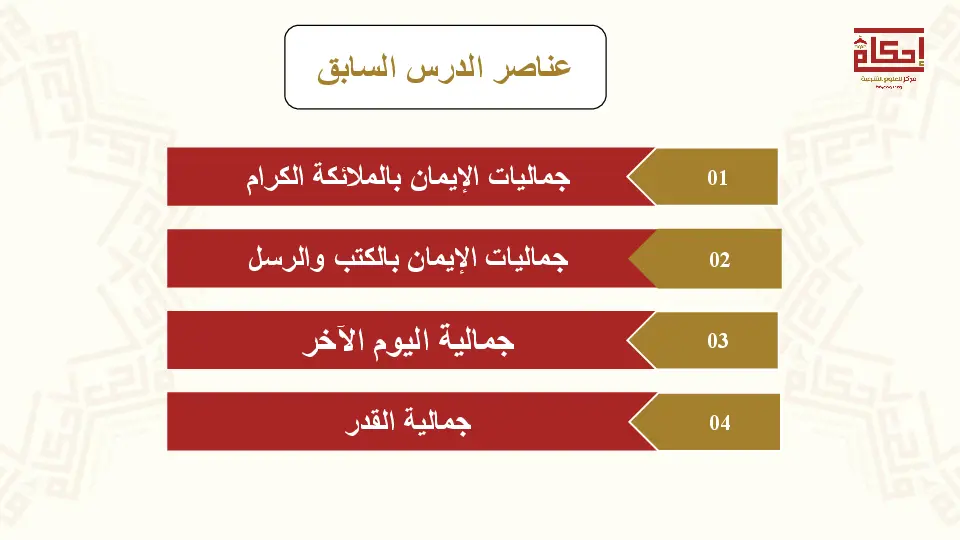 عناصر الدرس السابق
إحكام
مركز للعلوم الشرعية
01
جماليات الإيمان بالملائكة الكرام
02
جماليات الإيمان بالكتب والرسل
03
جمالية اليوم الآخر
04
جمالية القدر